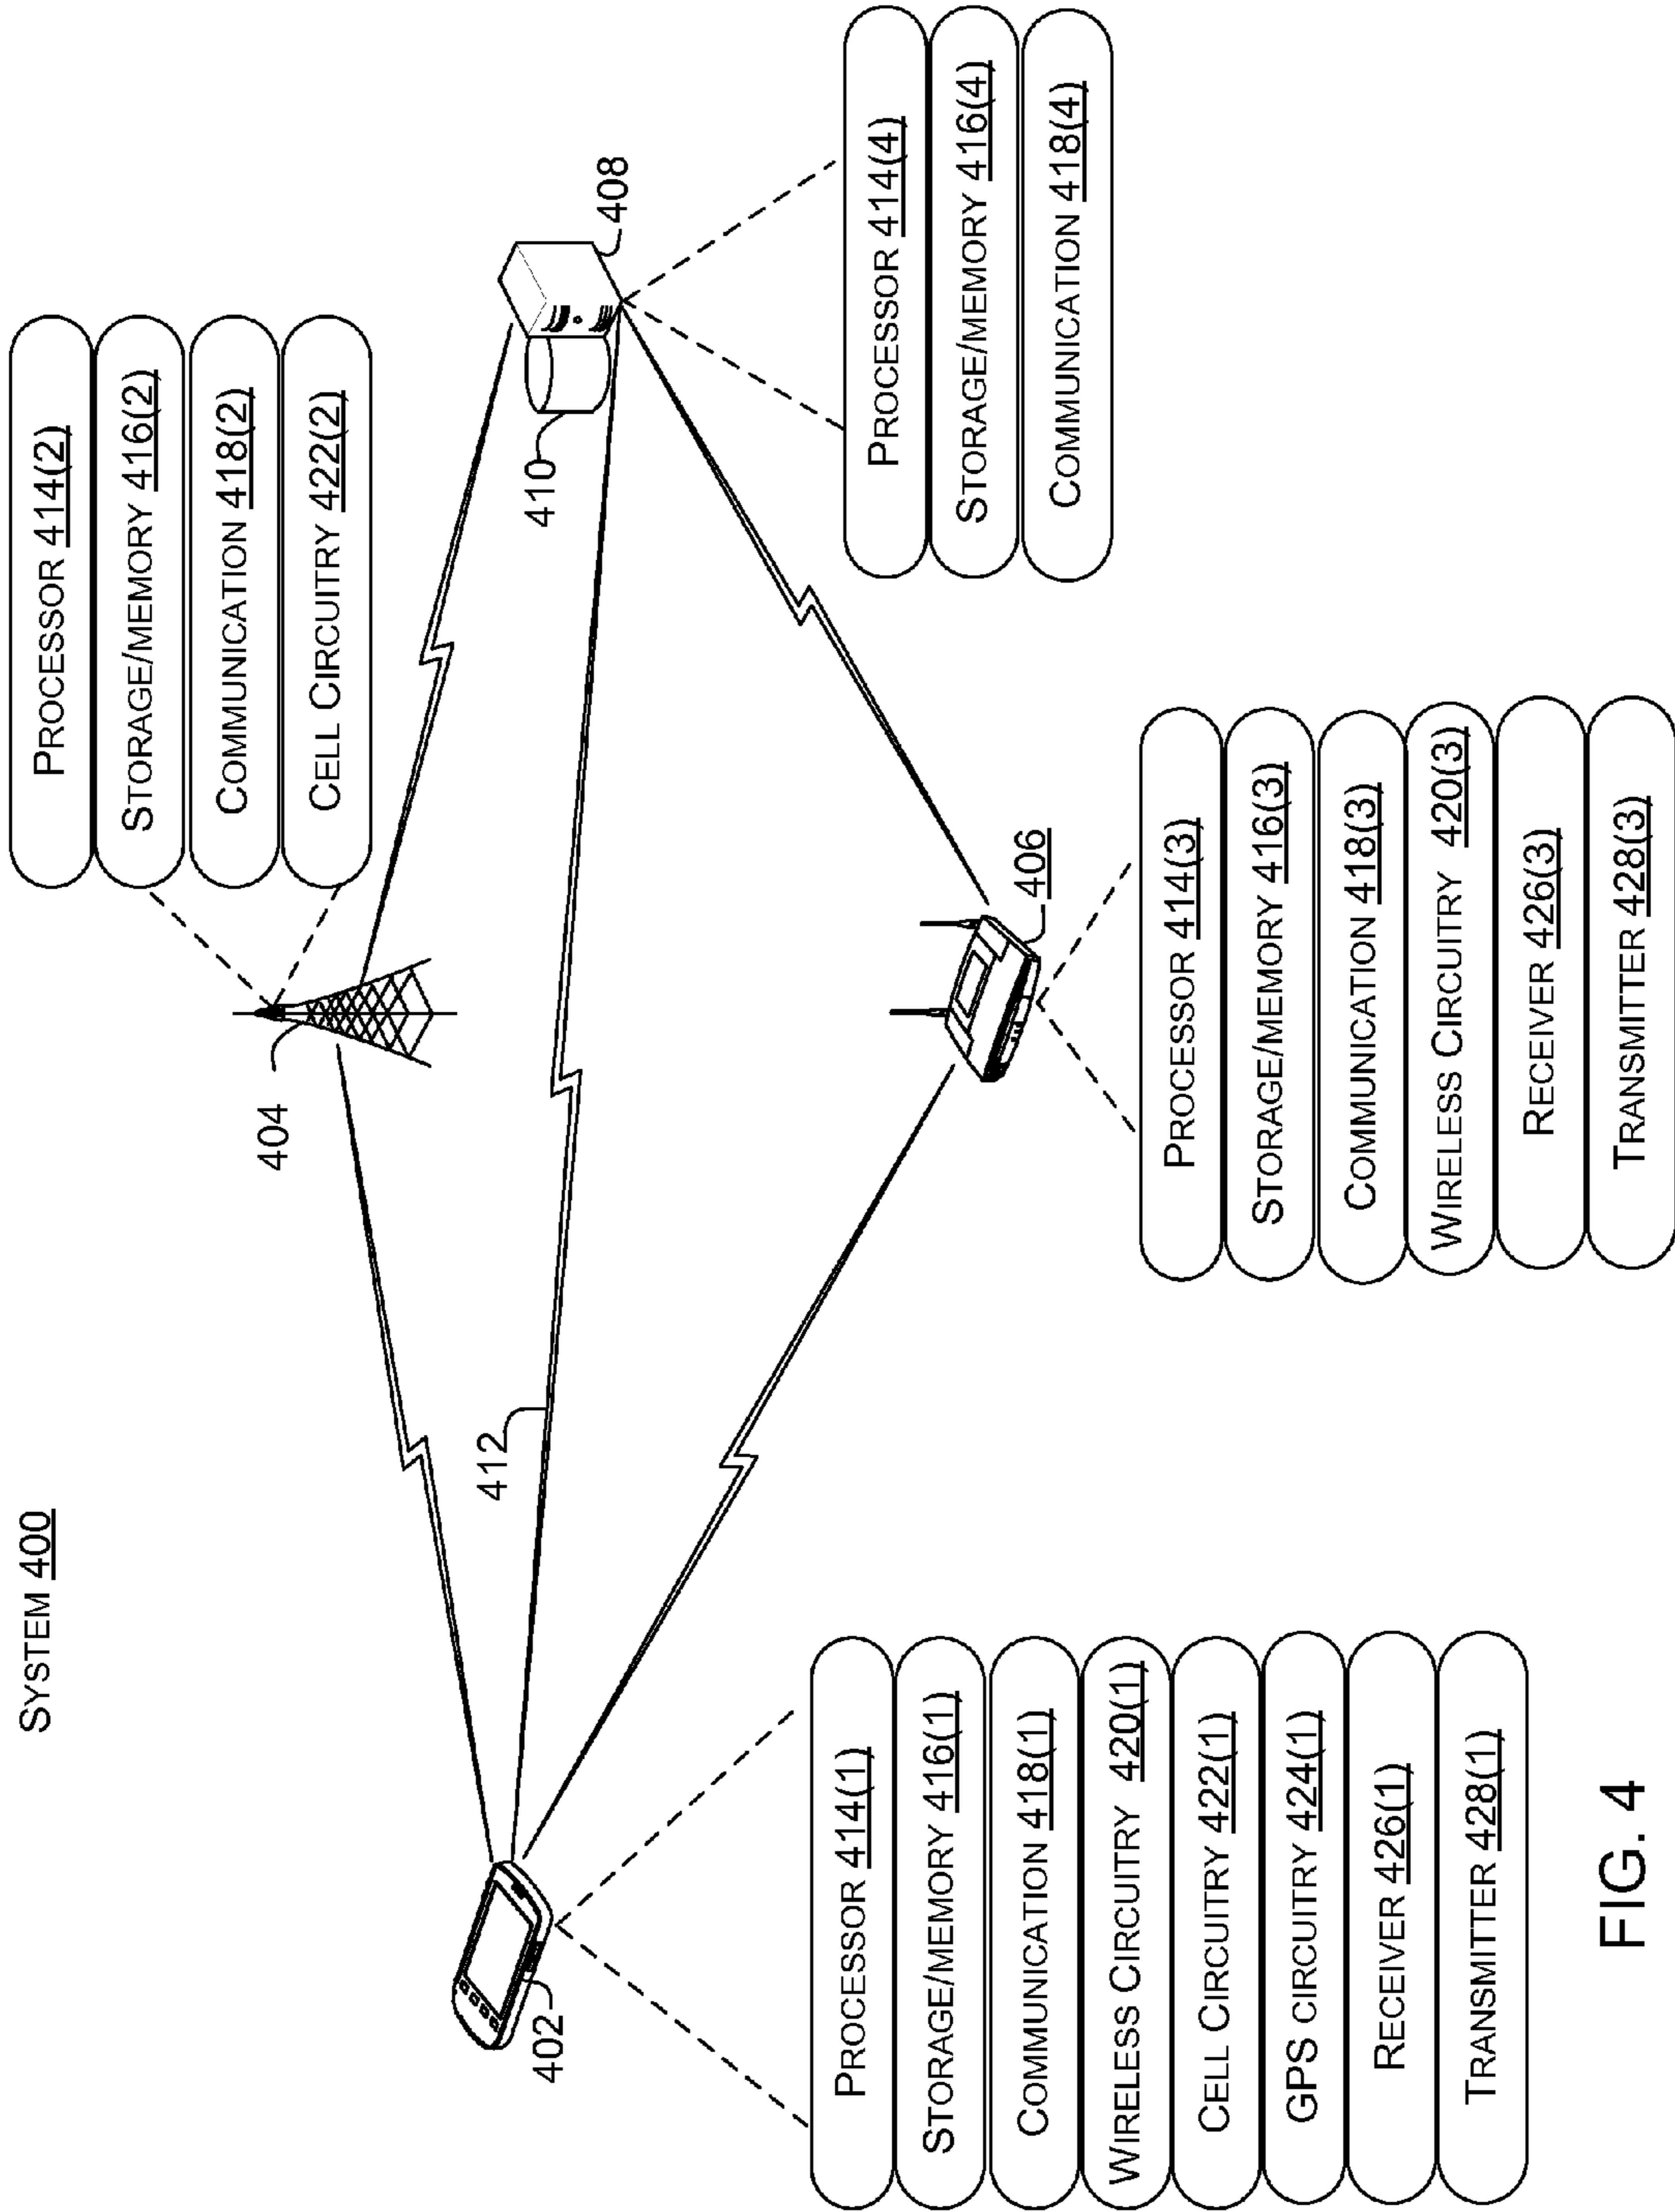 SYSTEM 400
PROCESSOR 414(2)
STORAGE/MEMORY 416(2)
COMMUNICATION 418(2)
CELL CIRCUITRY 422(2)
404
412
410
408
402
406
PROCESSOR 414(1)
STORAGE/MEMORY 416(1)
COMMUNICATION 418(1)
WIRELESS CIRCUITRY 420(1)
CELL CIRCUITRY 422(1)
GPS CIRCUITRY 424(1)
RECEIVER 426(1)
TRANSMITTER 428(1)
PROCESSOR 414(3)
STORAGE/MEMORY 416(3)
COMMUNICATION 418(3)
WIRELESS CIRCUITRY 420(3)
RECEIVER 426(3)
TRANSMITTER 428(3)
PROCESSOR 414(4)
STORAGE/MEMORY 416(4)
COMMUNICATION 418(4)
FIG. 4